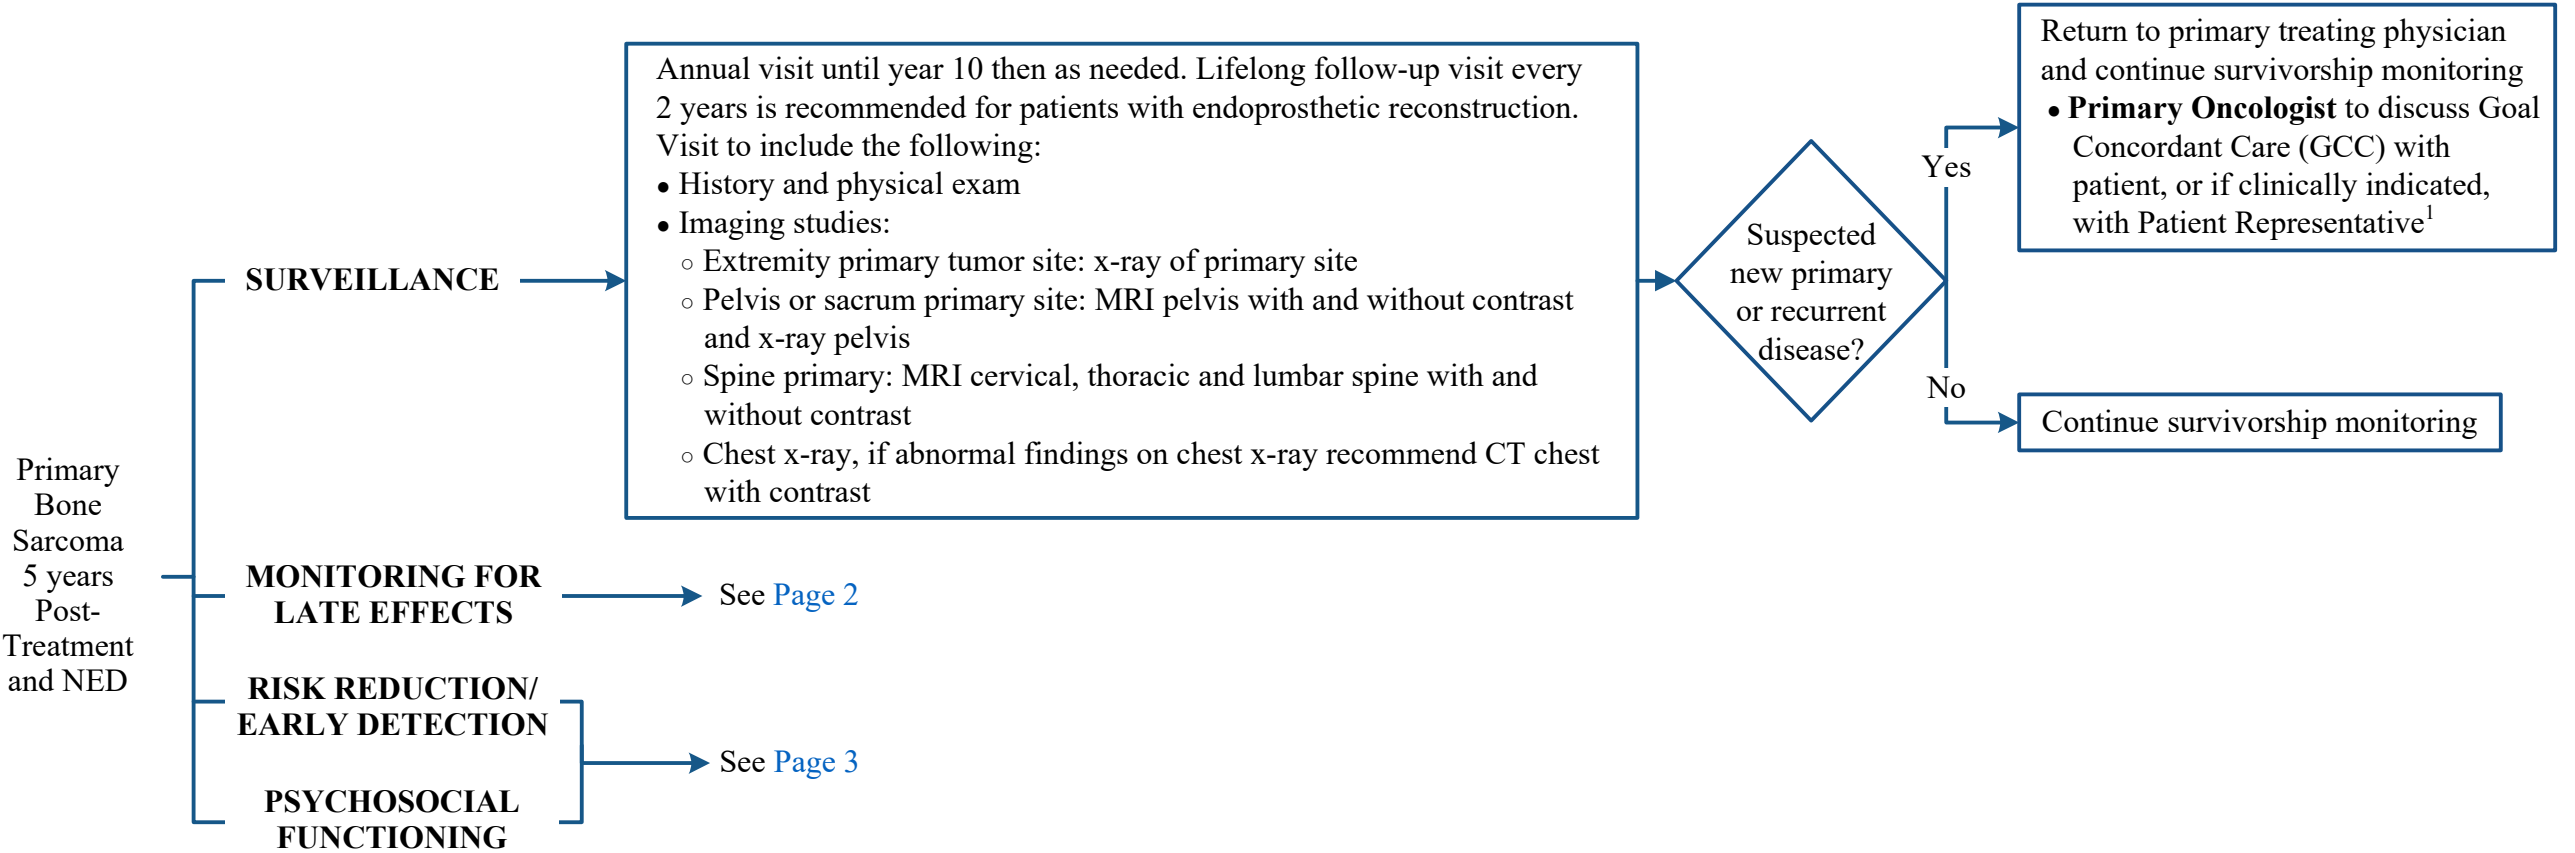 Primary
Bone
Sarcoma
5 years
Post-
Treatment
and NED
SURVEILLANCE
Annual visit until year 10 then as needed. Lifelong follow-up visit every
2 years is recommended for patients with endoprosthetic reconstruction.
Visit to include the following:
● History and physical exam
● Imaging studies:
○ Extremity primary tumor site: x-ray of primary site
○ Pelvis or sacrum primary site: MRI pelvis with and without contrast
and x-ray pelvis
○ Spine primary: MRI cervical, thoracic and lumbar spine with and
without contrast
○ Chest x-ray, if abnormal findings on chest x-ray recommend CT chest
with contrast
Suspected
new primary
or recurrent
disease?
Yes
Return to primary treating physician
and continue survivorship monitoring
● Primary Oncologist to discuss Goal
Concordant Care (GCC) with
patient, or if clinically indicated,
with Patient Representative1
No
Continue survivorship monitoring
MONITORING FOR
LATE EFFECTS
See Page 2
RISK REDUCTION/
EARLY DETECTION
PSYCHOSOCIAL
FUNCTIONING
See Page 3